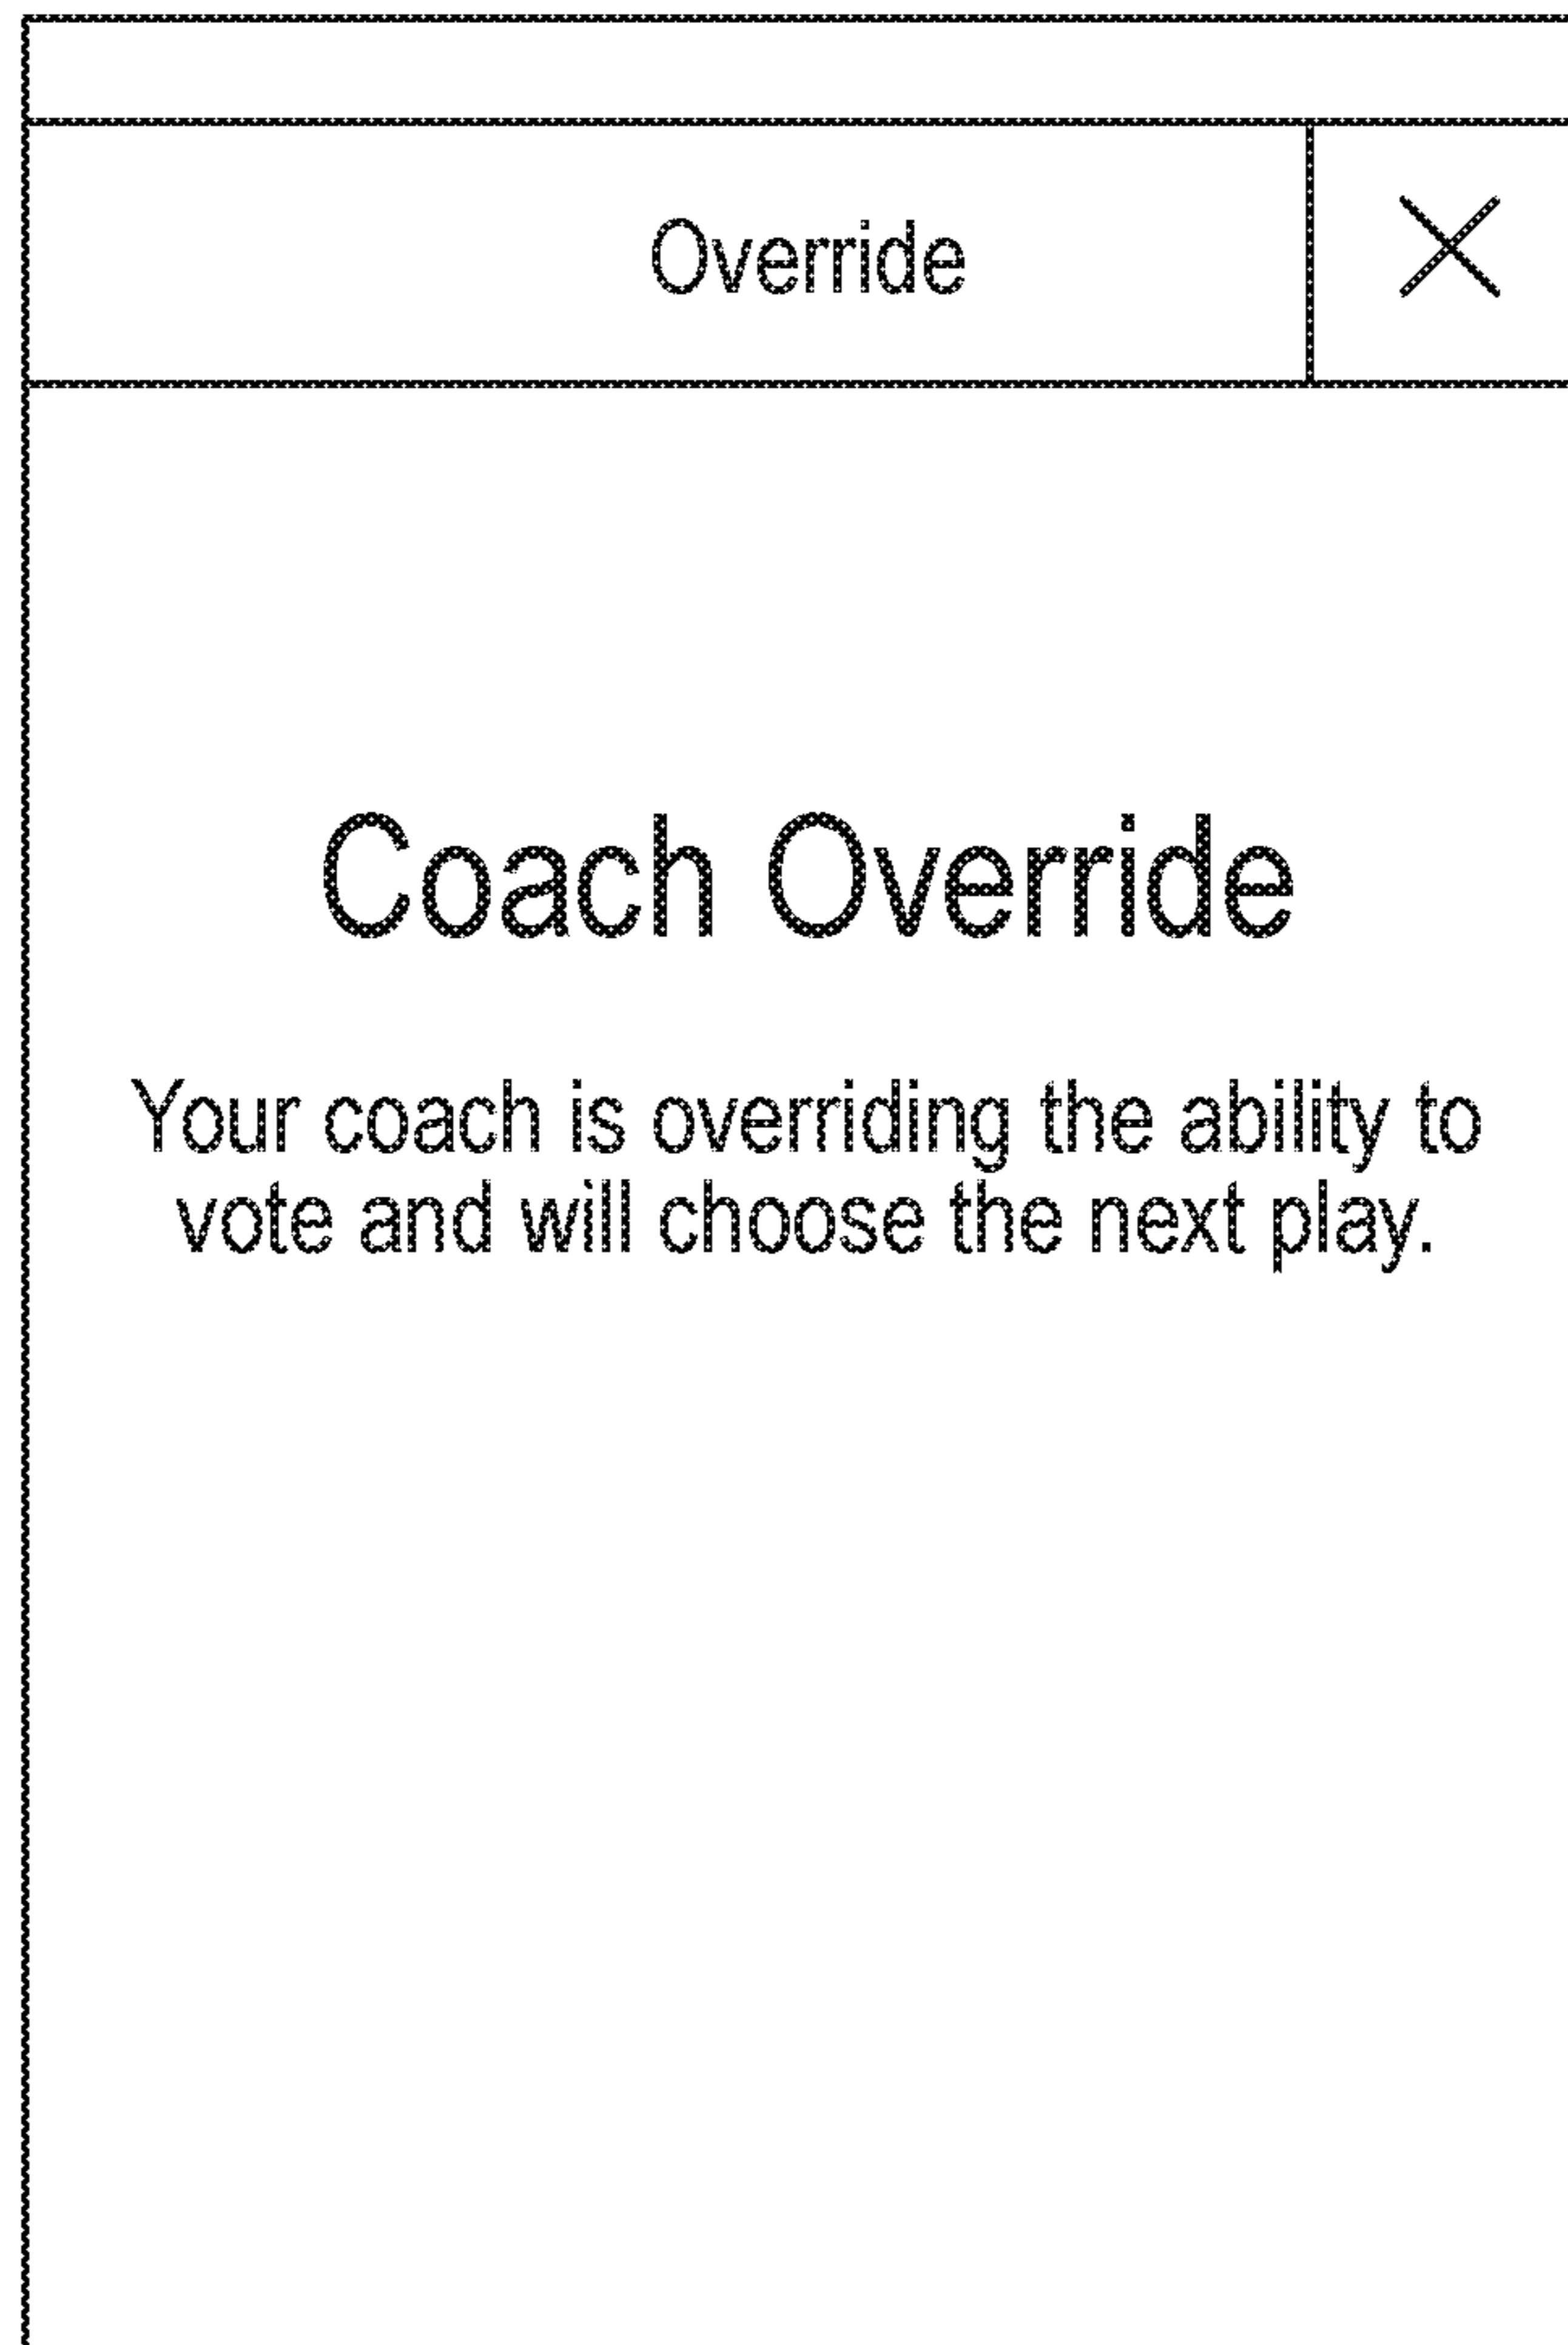 Override
Coach Override
Your coach is overriding the ability to
vote and will choose the next play.